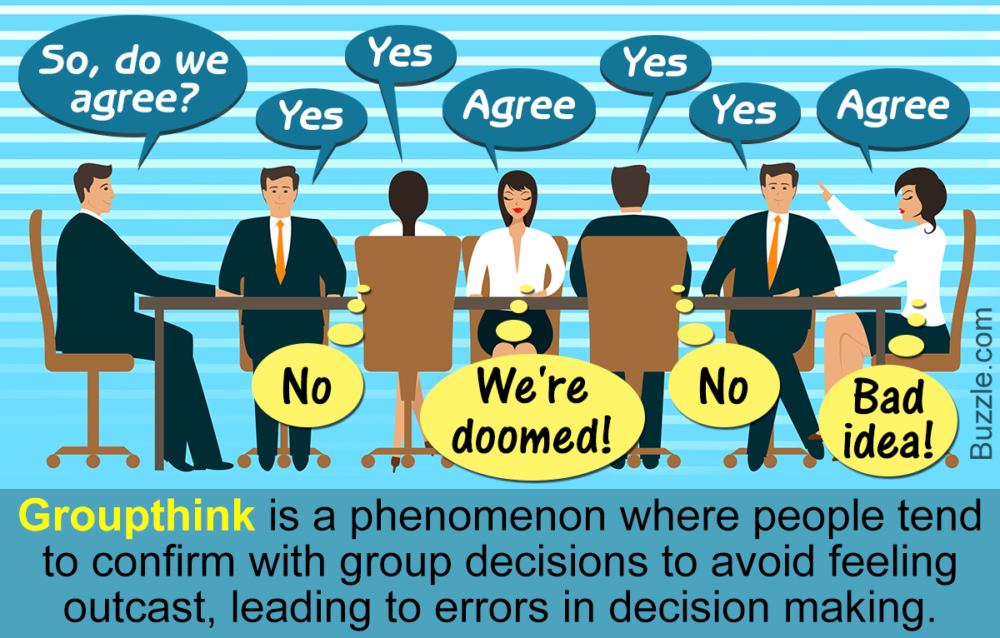 So, do we
agree?
Yes
Yes
Agree
Yes
Yes
Agree
No
We're
doomed!
No
Bad
idea!
Buzzle.com
Groupthink is a phenomenon where people tend
to confirm with group decisions to avoid feeling
outcast, leading to errors in decision making.